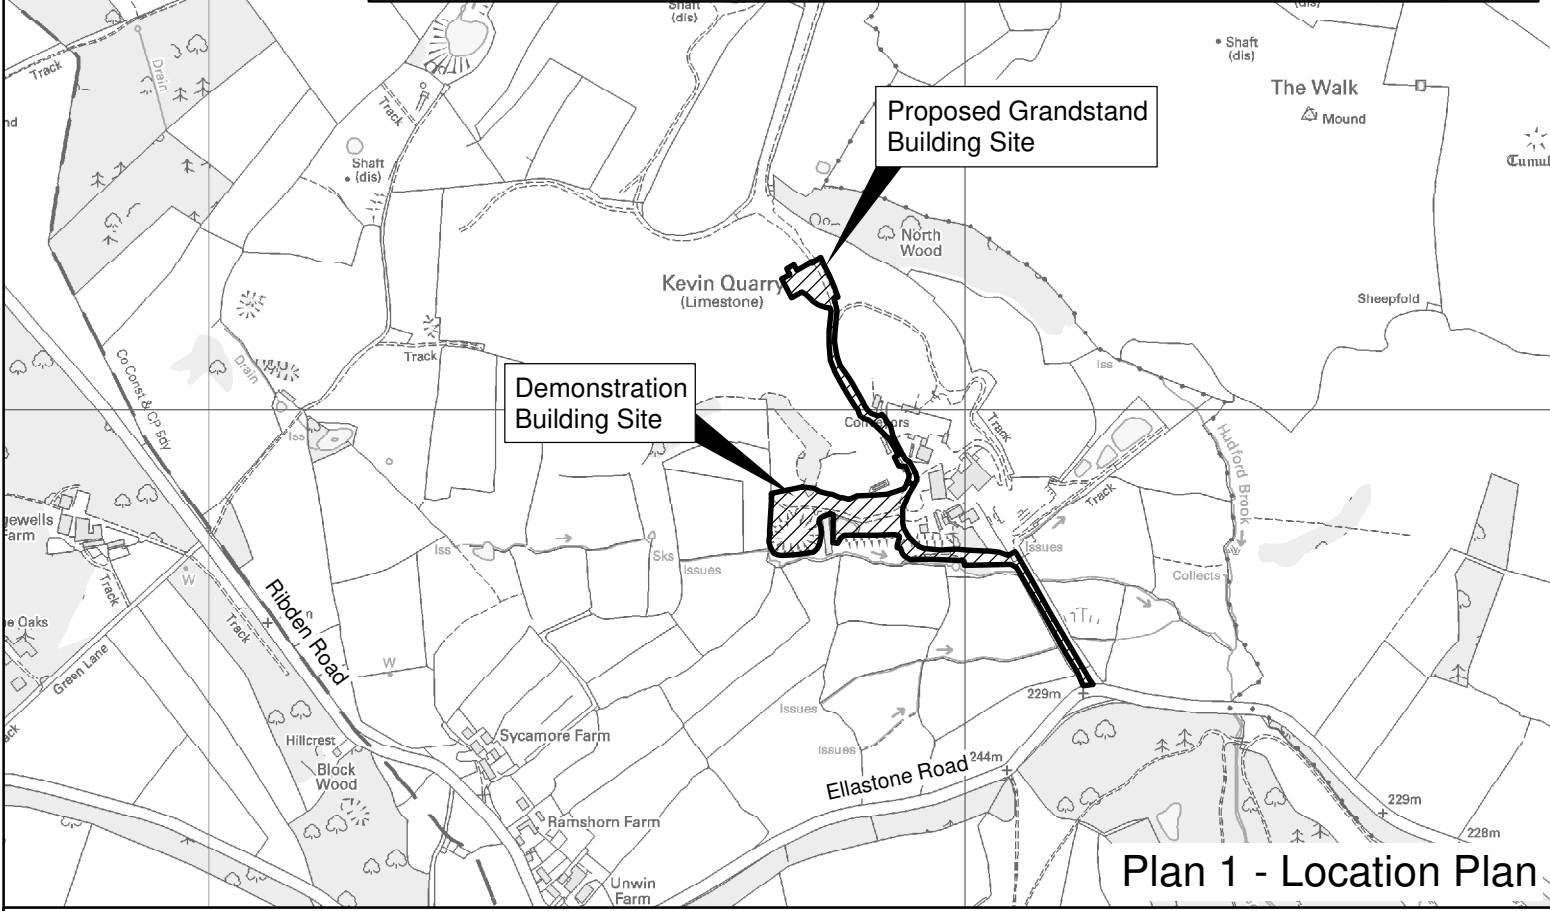 Shaft
(dis)
(dis)
Track
Drain
Track
Shaft
(dis)
The Walk
Mound
Shaft
(dis)
Proposed Grandstand
Building Site
North
Wood
Kevin Quarry
(Limestone)
Sheepfold
Track
Drain
Co Const & CP Bdy
Iss
Demonstration
Building Site
Iss
Conveyors
Track
Hudford Brook
Track
Farm
Iss
Sks
Issues
Issues
Collects
W
Track
Track
Ribden Road
Green Lane
W
229m
Issues
Issues
Sycamore Farm
Hillcrest
Block
Wood
Ellastone Road
244m
229m
228m
Ramshorn Farm
Unwin
Farm
Plan 1 - Location Plan